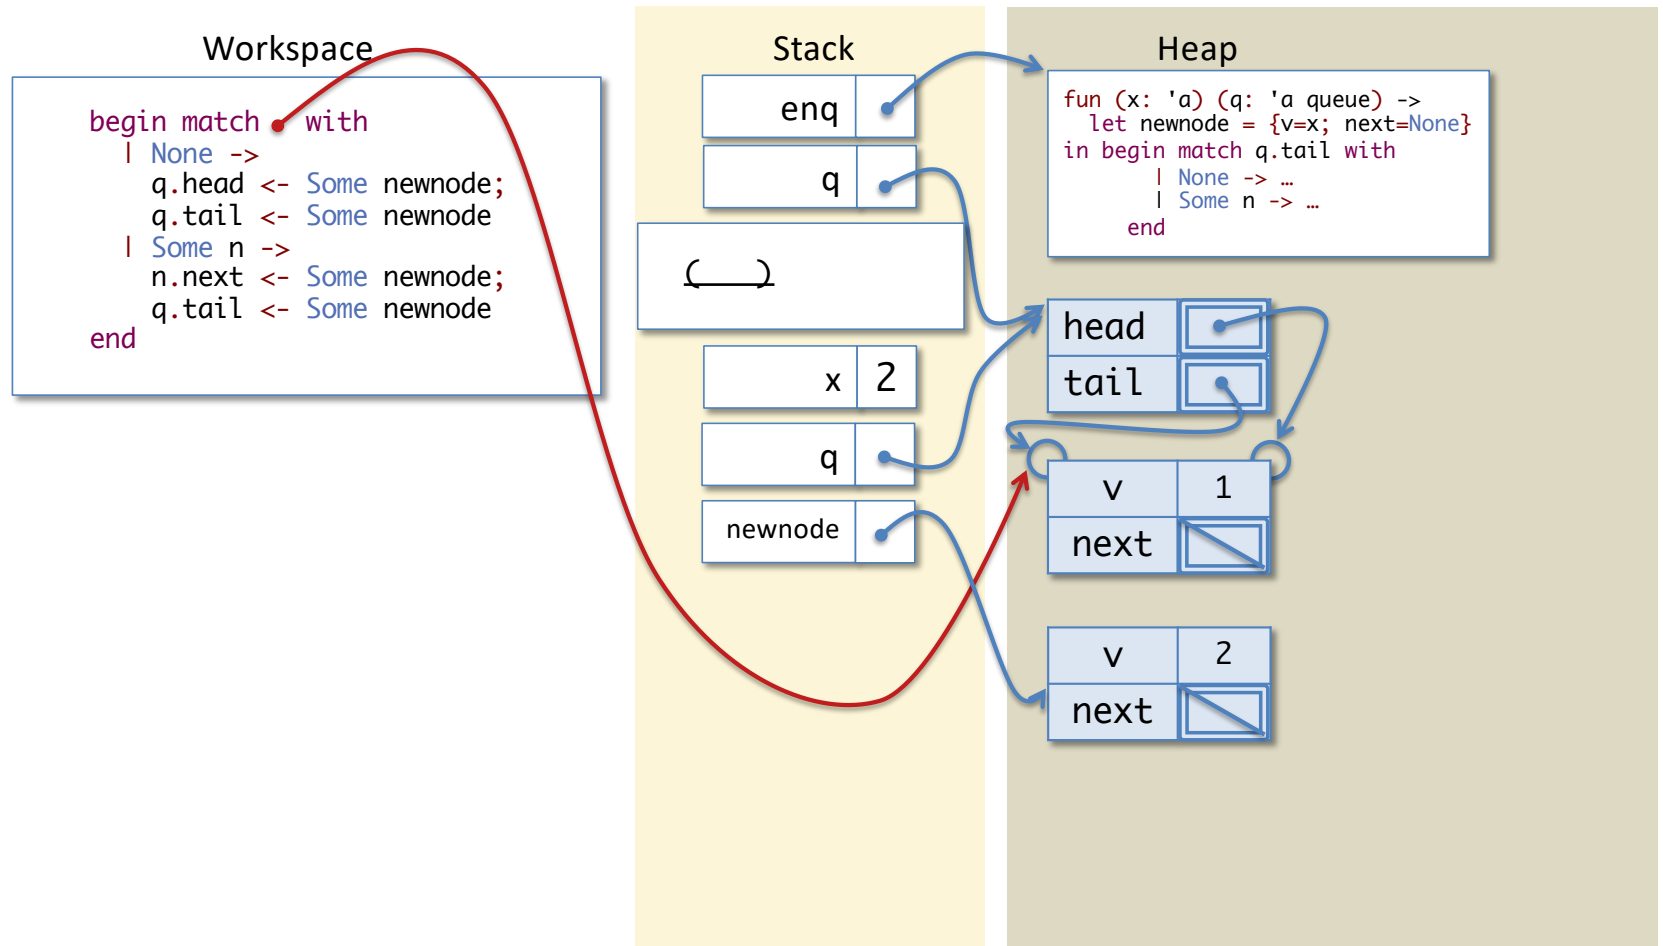 Workspace
begin match with
| None ->
q.head <- Some newnode;
q.tail <- Some newnode
| Some n ->
n.next <- Some newnode;
q.tail <- Some newnode
end
Stack
enq
q
(____)
x 2
q
newnode
Heap
fun (x: 'a) (q: 'a queue) ->
let newnode = {v=x; next=None}
in begin match q.tail with
| None -> …
| Some n -> …
end
head
tail
v 1
next
v 2
next